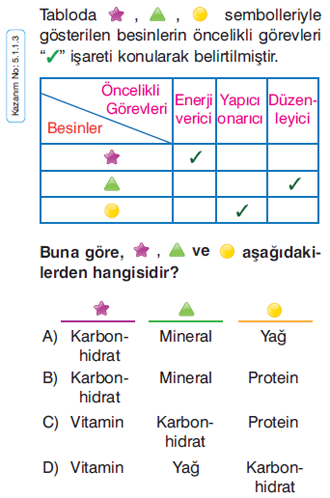 Kazanım No: 5.1.1.3
Tabloda , , sembolleriyle
gösterilen besinlerin öncelikli görevleri
“✓” işareti konularak belirtilmiştir.
Öncelikli Görevleri
Besinler
Enerji verici
Yapıcı onarıcı
Düzen-leyici
✓
✓
✓
Buna göre, , ve aşağıdaki-
lerden hangisidir?
A) Karbon-hidrat Mineral Yağ
B) Karbon-hidrat Mineral Protein
C) Vitamin Karbon-hidrat Protein
D) Vitamin Yağ Karbon-hidrat